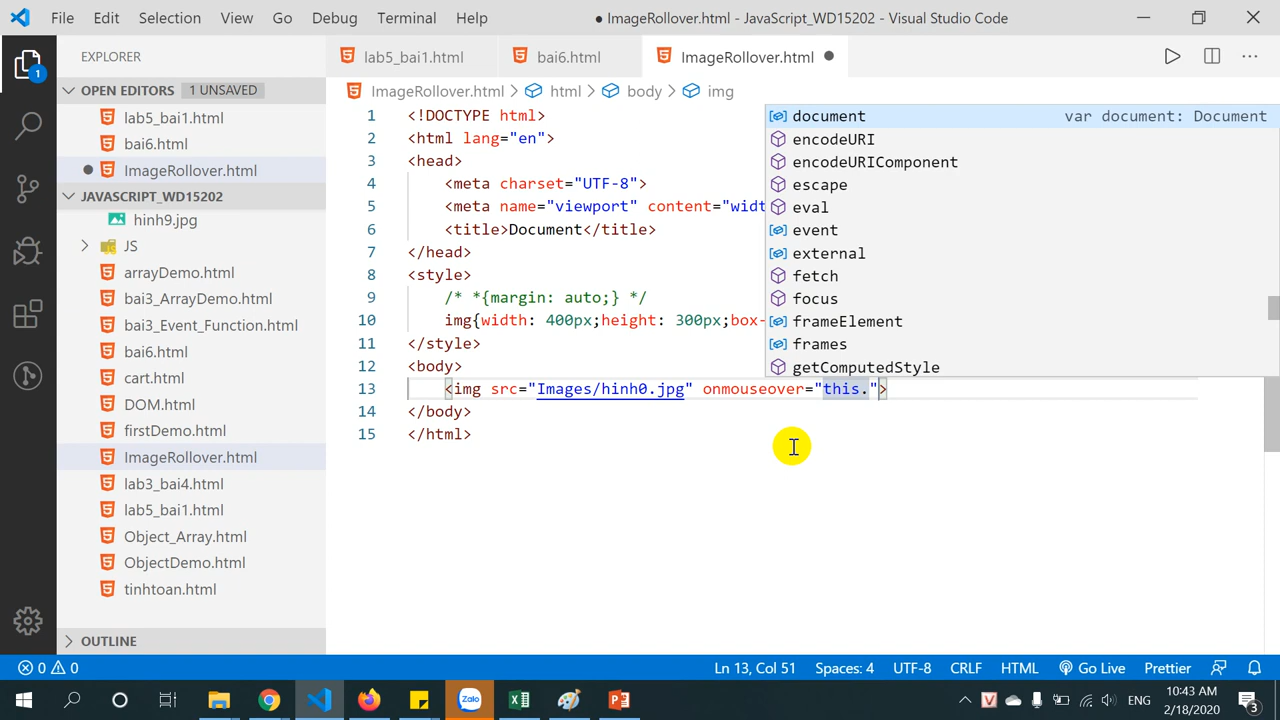 File Edit Selection View Go Debug Terminal Help
● ImageRollover.html - JavaScript_WD15202 - Visual Studio Code
EXPLORER
OPEN EDITORS 1 UNSAVED
lab5_bai1.html
bai6.html
ImageRollover.html
JAVASCRIPT_WD15202
hinh9.jpg
JS
arrayDemo.html
bai3_ArrayDemo.html
bai3_Event_Function.html
bai6.html
cart.html
DOM.html
firstDemo.html
ImageRollover.html
lab3_bai4.html
lab5_bai1.html
Object_Array.html
ObjectDemo.html
tinhtoan.html
OUTLINE
1
lab5_bai1.html bai6.html ImageRollover.html
ImageRollover.html > html > body > img
1 <!DOCTYPE html>
2 <html lang="en">
3 <head>
4 <meta charset="UTF-8">
5 <meta name="viewport" content="widt
6 <title>Document</title>
7 </head>
8 <style>
9 /* *{margin: auto;} */
10 img{width: 400px;height: 300px;box-
11 </style>
12 <body>
13 <img src="Images/hinh0.jpg" onmouseover="this.">
14 </body>
15 </html>
document var document: Document
encodeURI
encodeURIComponent
escape
eval
event
external
fetch
focus
frameElement
frames
getComputedStyle
0 0 Ln 13, Col 51 Spaces: 4 UTF-8 CRLF HTML Go Live Prettier
Zalo
ENG
10:43 AM
2/18/2020
3